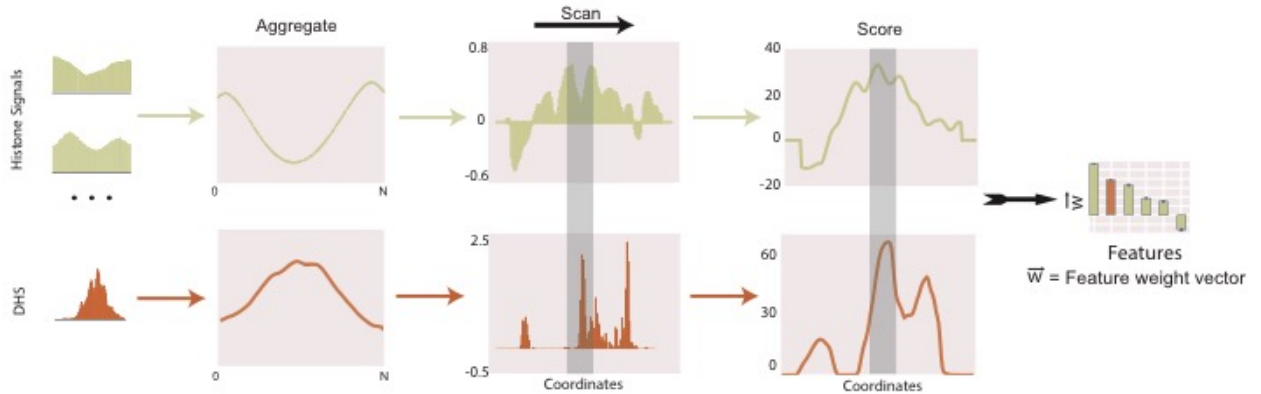 Aggregate
Scan
Score
Histone Signals
0
N
0.8
0
-0.6
40
20
0
-20
DHS
0
N
2.5
-0.5
Coordinates
60
30
0
Coordinates
W
Features
W = Feature weight vector